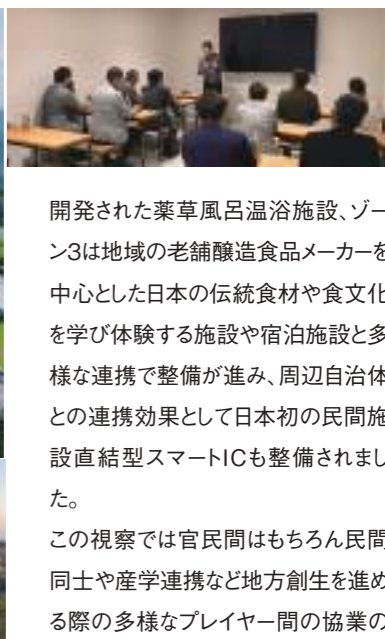 開発された薬草風呂温浴施設、ゾー
ン3は地域の老舗醸造食品メーカーを
中心とした日本の伝統食材や食文化
を学び体験する施設や宿泊施設と多
様な連携で整備が進み、周辺自治体
との連携効果として日本初の民間施
設直結型スマートICも整備されまし
た。
この視察では官民間はもちろん民間
同士や産学連携など地方創生を進め
る際の多様なプレイヤー間の協業の